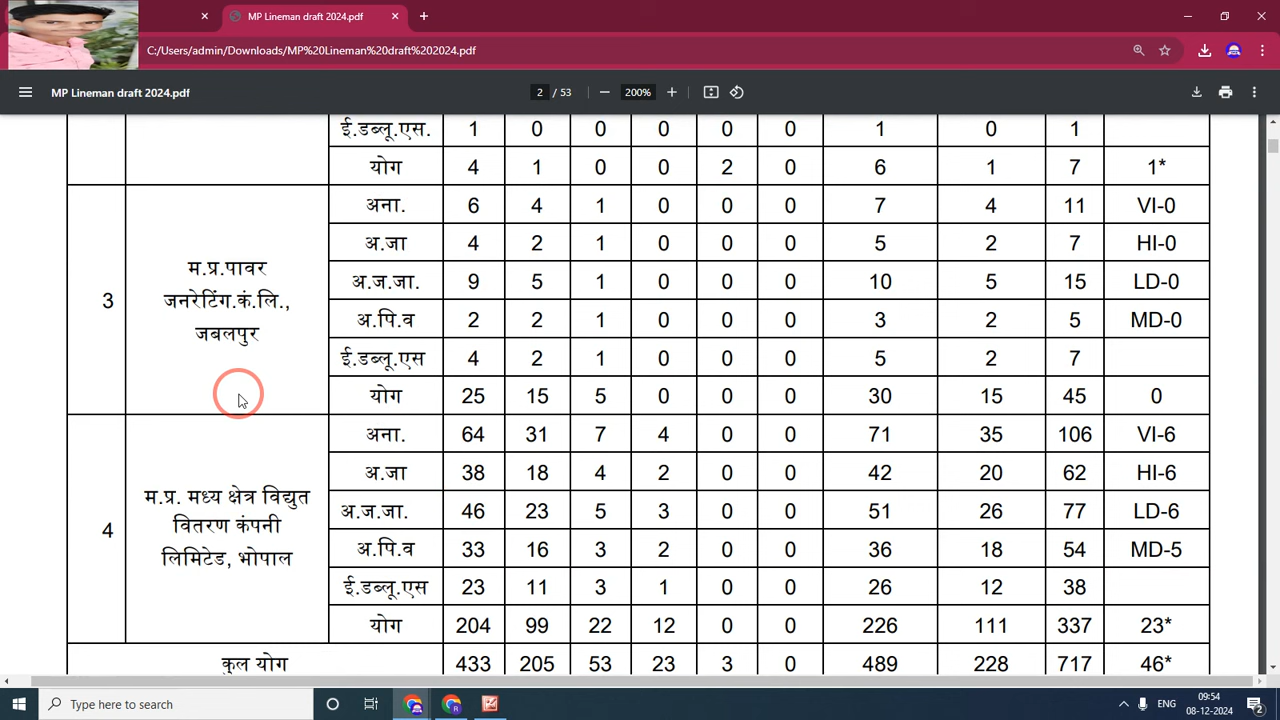 MP Lineman draft 2024.pdf
C:/Users/admin/Downloads/MP%20Lineman%20draft%202024.pdf
MP Lineman draft 2024.pdf 2 / 53 200%
ई.डब्लू.एस. 1 0 0 0 0 0 1 0 1
योग 4 1 0 0 2 0 6 1 7 1*
3 म.प्र.पावर जनरेटिंग.कं.लि., जबलपुर
अना. 6 4 1 0 0 0 7 4 11 VI-0
अ.जा 4 2 1 0 0 0 5 2 7 HI-0
अ.ज.जा. 9 5 1 0 0 0 10 5 15 LD-0
अ.पि.व 2 2 1 0 0 0 3 2 5 MD-0
ई.डब्लू.एस 4 2 1 0 0 0 5 2 7
योग 25 15 5 0 0 0 30 15 45 0
4 म.प्र. मध्य क्षेत्र विद्युत वितरण कंपनी लिमिटेड, भोपाल
अना. 64 31 7 4 0 0 71 35 106 VI-6
अ.जा 38 18 4 2 0 0 42 20 62 HI-6
अ.ज.जा. 46 23 5 3 0 0 51 26 77 LD-6
अ.पि.व 33 16 3 2 0 0 36 18 54 MD-5
ई.डब्लू.एस 23 11 3 1 0 0 26 12 38
योग 204 99 22 12 0 0 226 111 337 23*
कुल योग 433 205 53 23 3 0 489 228 717 46*
Type here to search
ENG
09:54
08-12-2024
2